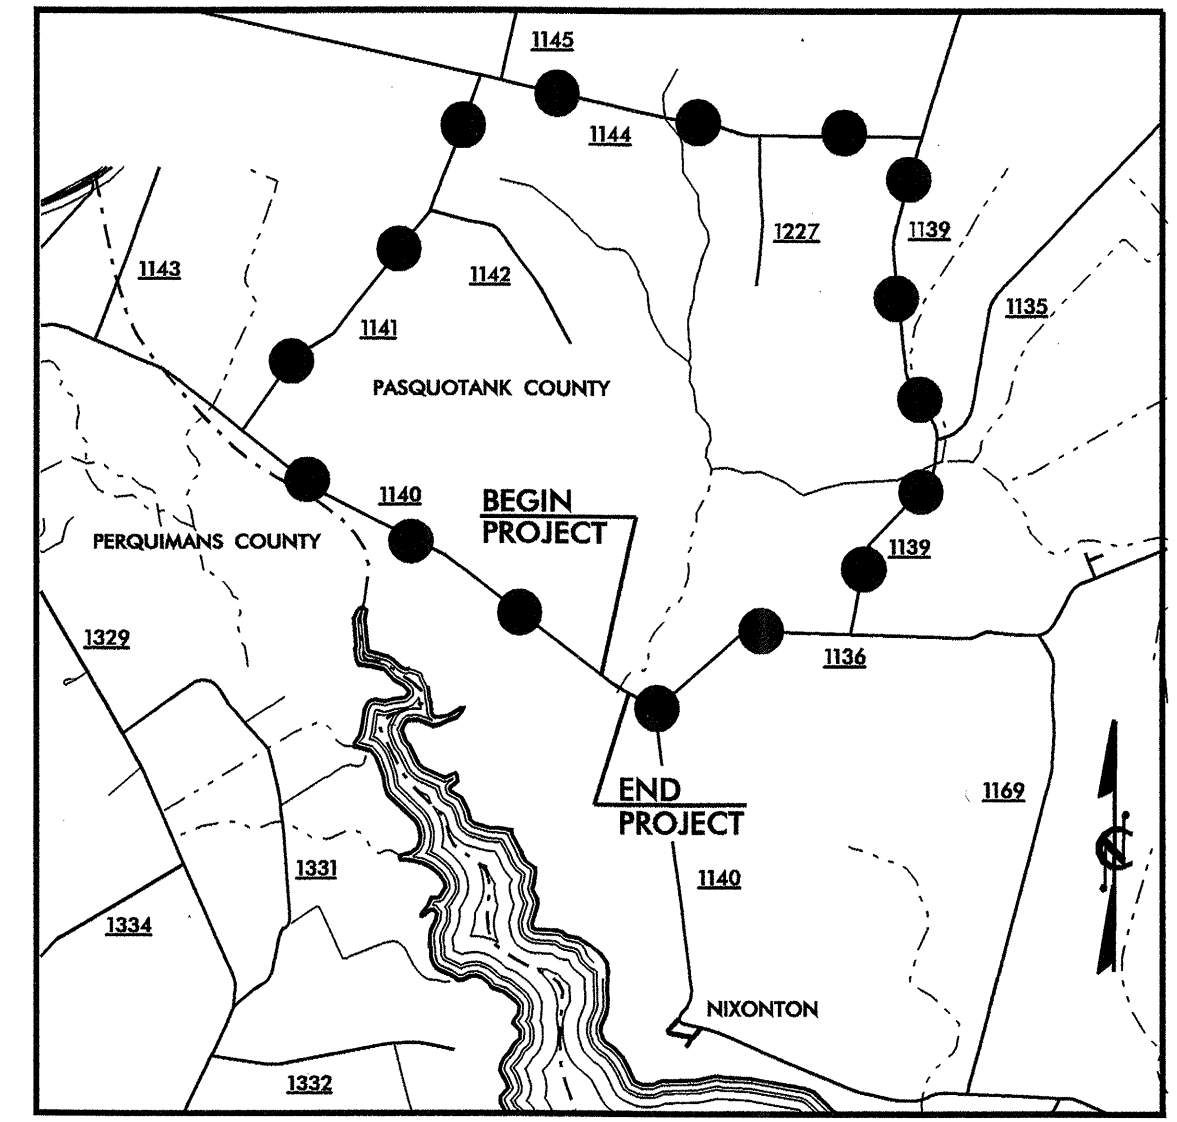 1145
1144
1227
1139
1143
1142
1135
1141
PASQUOTANK COUNTY
1140
BEGIN
PROJECT
PERQUIMANS COUNTY
1139
1329
1136
END
PROJECT
1169
1331
1140
1334
NIXONTON
1332